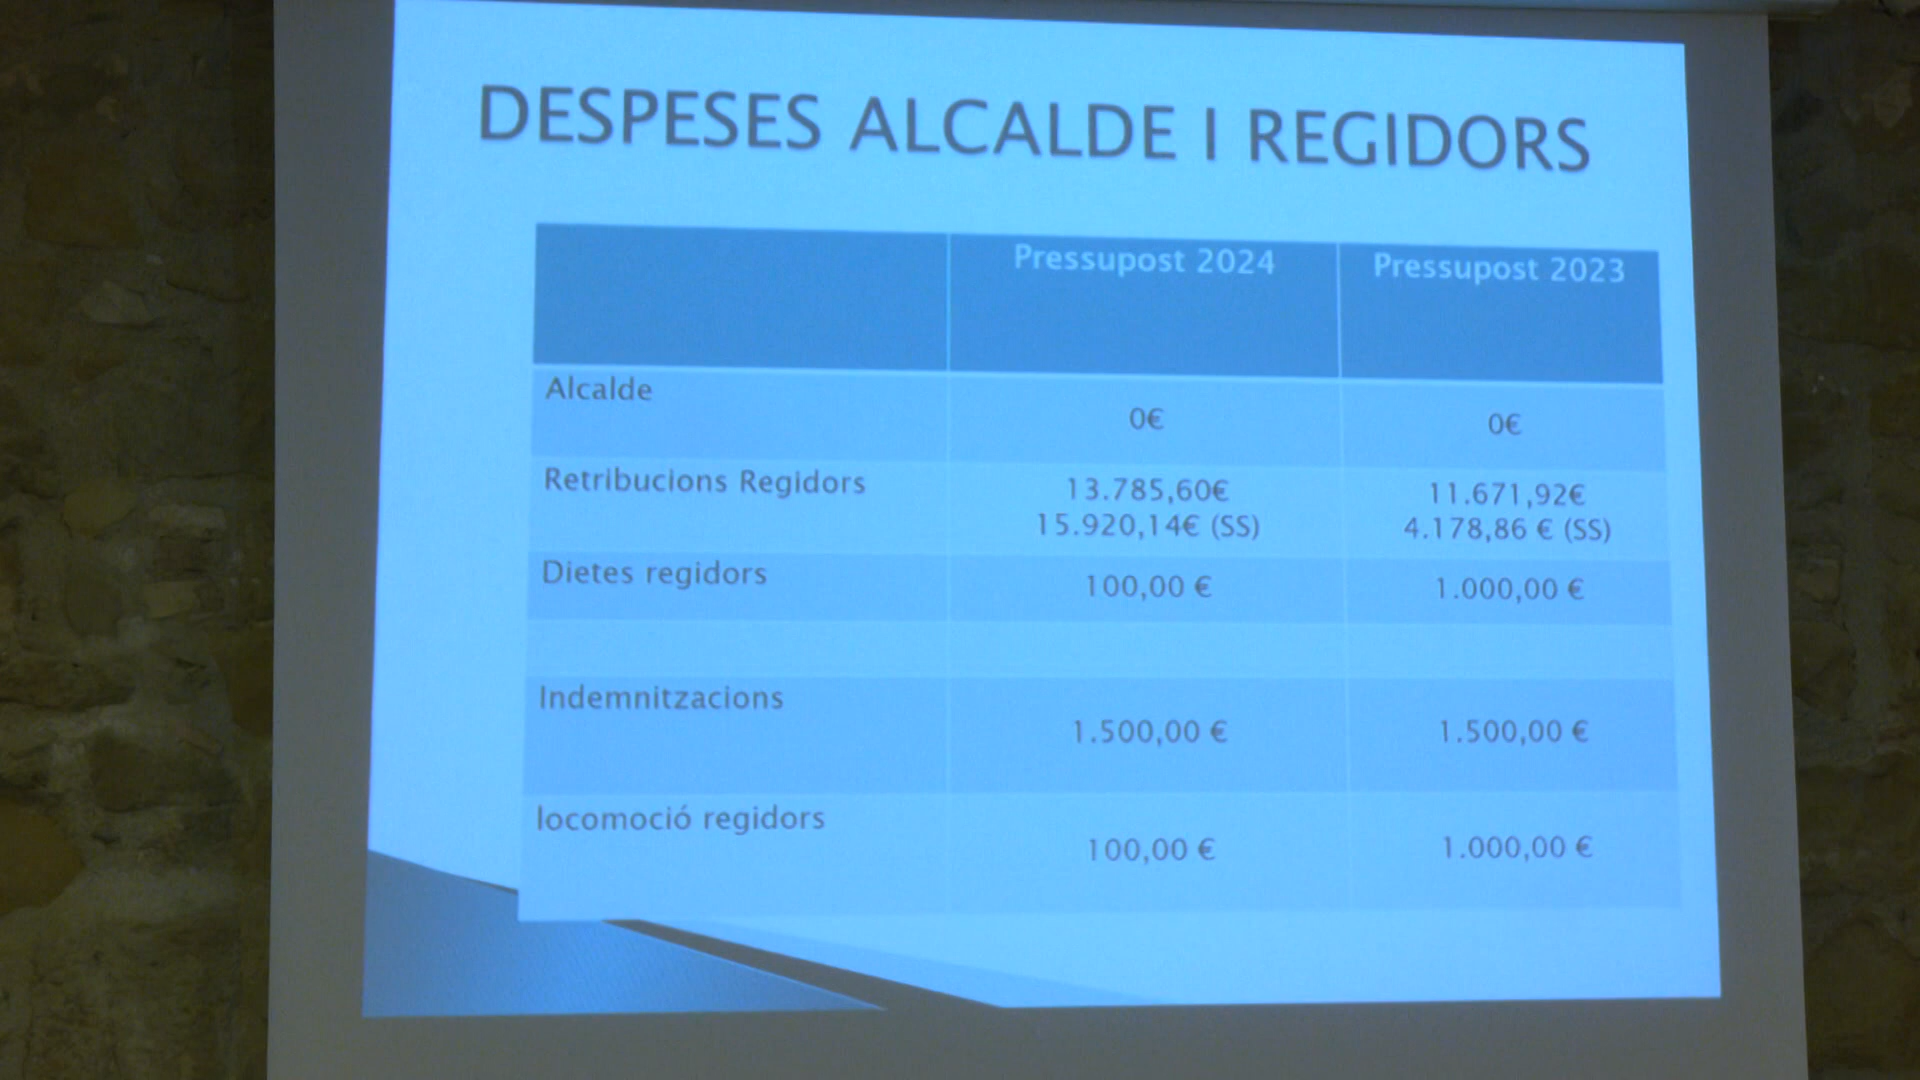 DESPESES ALCALDE I REGIDORS
Pressupost 2024 Pressupost 2023
Alcalde 0€ 0€
Retribucions Regidors 13.785,60€ 11.671,92€
15.920,14€ (SS) 4.178,86 € (SS)
Dietes regidors 100,00 € 1.000,00 €
Indemnitzacions 1.500,00 € 1.500,00 €
locomoció regidors 100,00 € 1.000,00 €